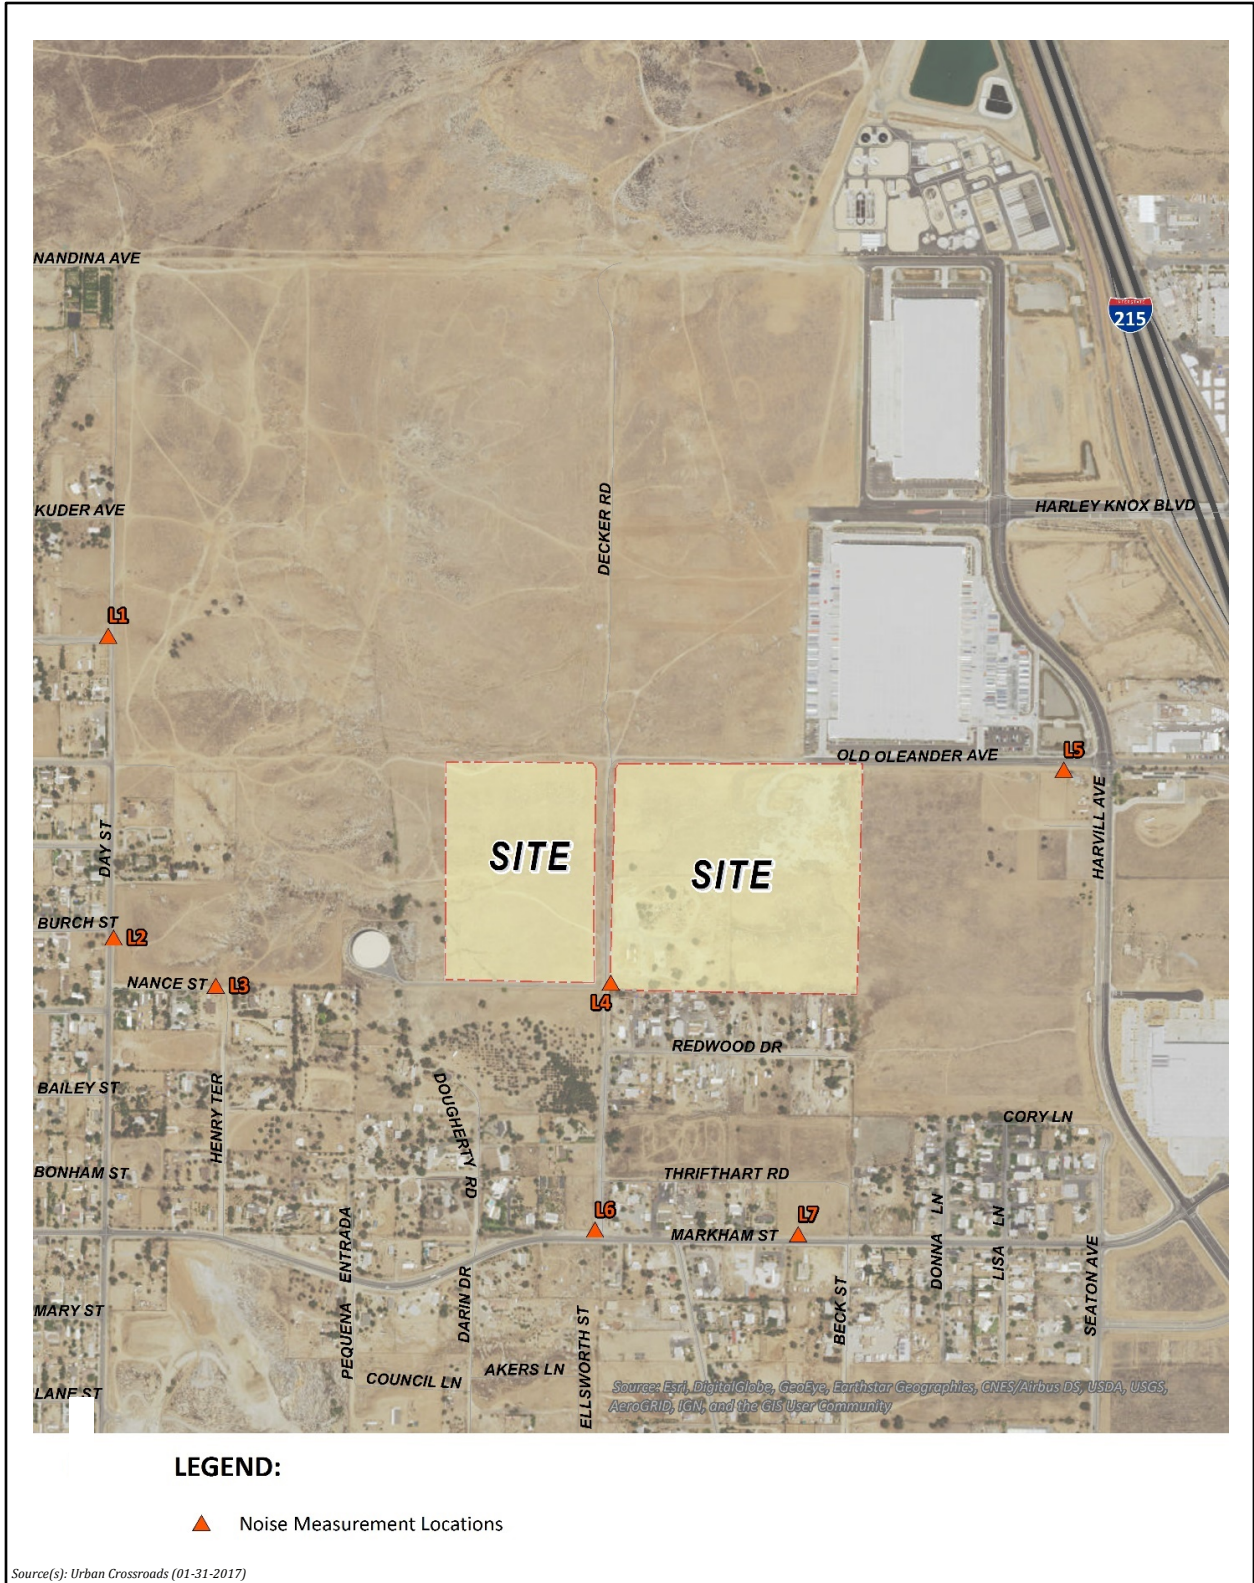 NANDINA AVE
215
KUDER AVE
DECKER RD
HARLEY KNOX BLVD
L1
OLD OLEANDER AVE
L5
DAY ST
SITE
SITE
HARVILL AVE
BURCH ST
L2
NANCE ST
L3
L4
REDWOOD DR
BAILEY ST
HENRY TER
DOUGHERTY RD
CORY LN
BONHAM ST
THRIFTHART RD
L6
L7
MARKHAM ST
DONNA LN
LISA LN
PEQUENA ENTRADA
DARIN DR
BECK ST
SEATON AVE
MARY ST
ELLSWORTH ST
COUNCIL LN
AKERS LN
LANE ST
Source: Esri, DigitalGlobe, GeoEye, Earthstar Geographics, CNES/Airbus DS, USDA, USGS,
AeroGRID, IGN, and the GIS User Community
LEGEND:
Noise Measurement Locations
Source(s): Urban Crossroads (01-31-2017)